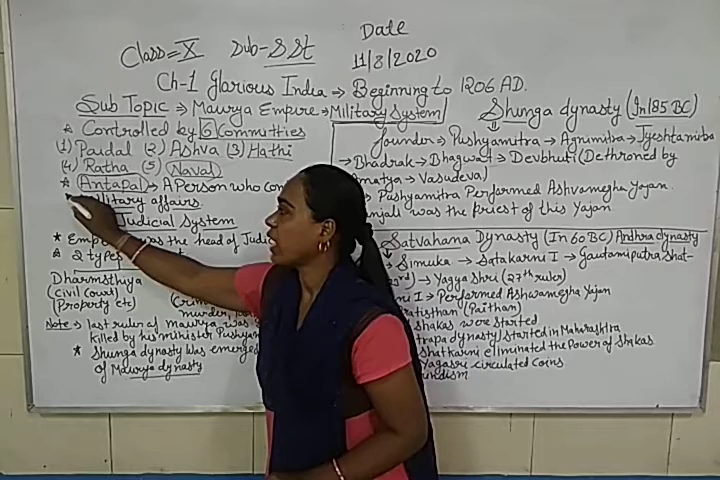 Date
Class = X Sub - SSt 11/8/2020
Ch-1 Glarious India → Beginning to 1206 AD.
Sub Topic → Maurya Empire → Military System
* Controlled by 6 Committies
(1) Paidal (2) Ashva (3) Hathi
(4) Ratha (5) Naval
* Antapal → A Person who
military affairs.
Judicial System
* was the head of
* 2 types
Dharmsthiya
(Civil Court)
(Property etc)
murder,
Note → last ruler of maurya was
killed by his minister
* Shunga dynasty was emerged
of Maurya dynasty
Shunga dynasty (In 185 BC)
Founder → Pushyamitra → Agnimitra → Jyeshtamitra
→ Bhadrak → Bhagwat → Devbhuti (Dethroned by
→ Vasudeva)
Pushyamitra Performed Ashvamegha Yajan.
was the priest of this Yajan
Satvahana Dynasty (In 60 BC) Andhra dynasty
→ Simuka → Satakarni I → Gautamiputra Shat-
→ Yagya Shri (27th ruler)
I → Performed Ashwamegha Yajan
(Paithan)
Shakas were started
dynasty) started in Maharashtra
eliminated the Power of Shakas
circulated coins